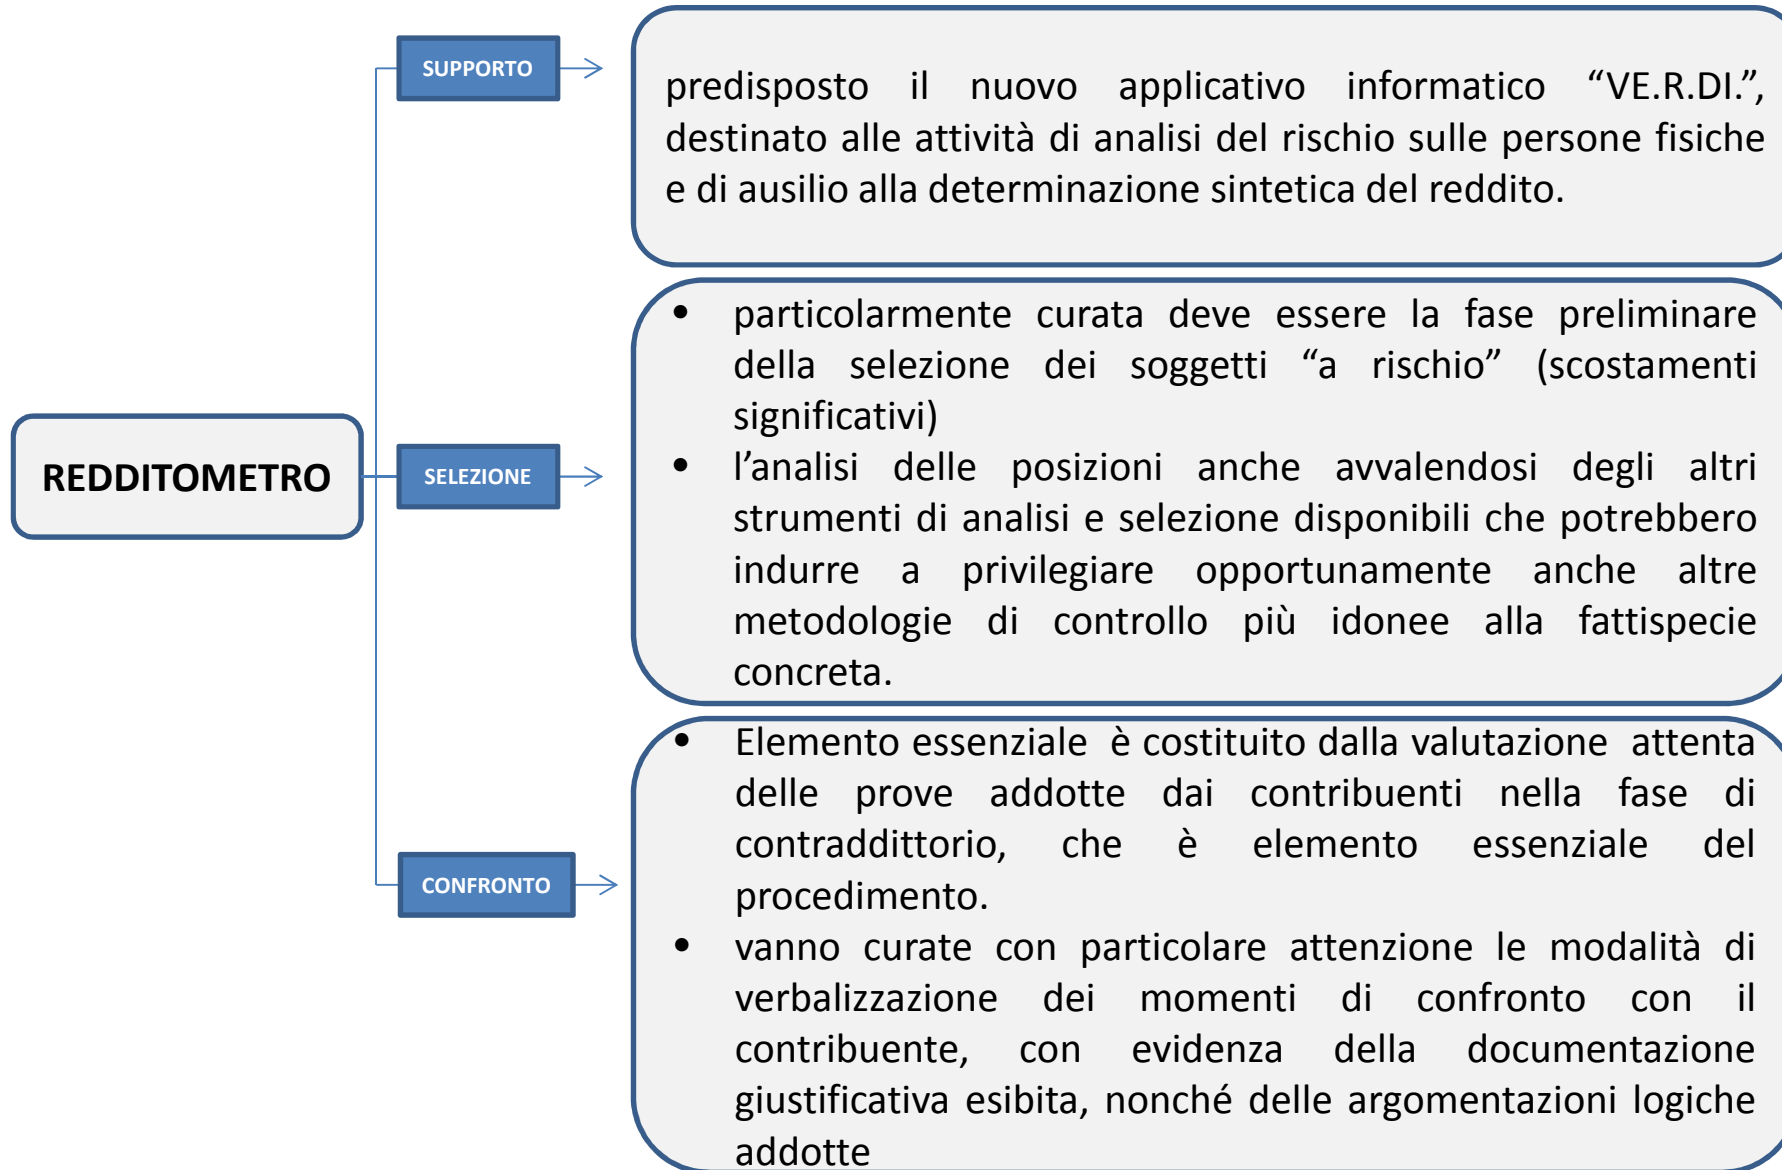 REDDITOMETRO
SUPPORTO
predisposto il nuovo applicativo informatico “VE.R.DI.”,
destinato alle attività di analisi del rischio sulle persone fisiche
e di ausilio alla determinazione sintetica del reddito.
SELEZIONE
• particolarmente curata deve essere la fase preliminare
della selezione dei soggetti “a rischio” (scostamenti
significativi)
• l’analisi delle posizioni anche avvalendosi degli altri
strumenti di analisi e selezione disponibili che potrebbero
indurre a privilegiare opportunamente anche altre
metodologie di controllo più idonee alla fattispecie
concreta.
CONFRONTO
• Elemento essenziale è costituito dalla valutazione attenta
delle prove addotte dai contribuenti nella fase di
contraddittorio, che è elemento essenziale del
procedimento.
• vanno curate con particolare attenzione le modalità di
verbalizzazione dei momenti di confronto con il
contribuente, con evidenza della documentazione
giustificativa esibita, nonché delle argomentazioni logiche
addotte